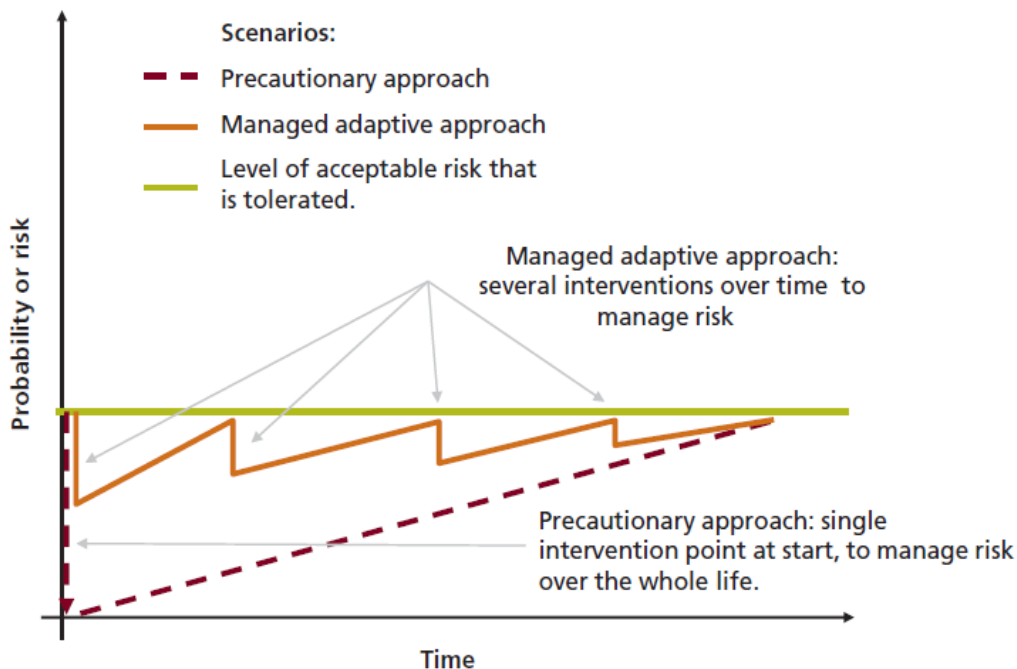 Scenarios:
Precautionary approach
Managed adaptive approach
Level of acceptable risk that
is tolerated.
Probability or risk
Managed adaptive approach:
several interventions over time to
manage risk
Precautionary approach: single
intervention point at start, to manage risk
over the whole life.
Time